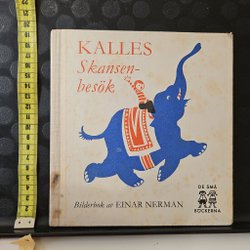 KALLES
Skansen-
besök
Bilderbok av EINAR NERMAN
DE SMÅ
BÖCKERNA